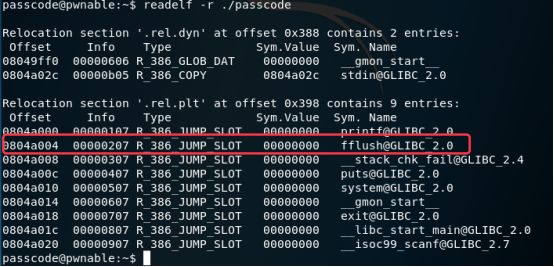 passcode@pwnable:~$ readelf -r ./passcode

Relocation section '.rel.dyn' at offset 0x388 contains 2 entries:
 Offset     Info    Type            Sym.Value  Sym. Name
08049ff0  00000606 R_386_GLOB_DAT    00000000   __gmon_start__
0804a02c  00000b05 R_386_COPY        0804a02c   stdin@GLIBC_2.0

Relocation section '.rel.plt' at offset 0x398 contains 9 entries:
 Offset     Info    Type            Sym.Value  Sym. Name
0804a000  00000107 R_386_JUMP_SLOT   00000000   printf@GLIBC_2.0
0804a004  00000207 R_386_JUMP_SLOT   00000000   fflush@GLIBC_2.0
0804a008  00000307 R_386_JUMP_SLOT   00000000   __stack_chk_fail@GLIBC_2.4
0804a00c  00000407 R_386_JUMP_SLOT   00000000   puts@GLIBC_2.0
0804a010  00000507 R_386_JUMP_SLOT   00000000   system@GLIBC_2.0
0804a014  00000607 R_386_JUMP_SLOT   00000000   __gmon_start__
0804a018  00000707 R_386_JUMP_SLOT   00000000   exit@GLIBC_2.0
0804a01c  00000807 R_386_JUMP_SLOT   00000000   __libc_start_main@GLIBC_2.0
0804a020  00000907 R_386_JUMP_SLOT   00000000   __isoc99_scanf@GLIBC_2.7
passcode@pwnable:~$